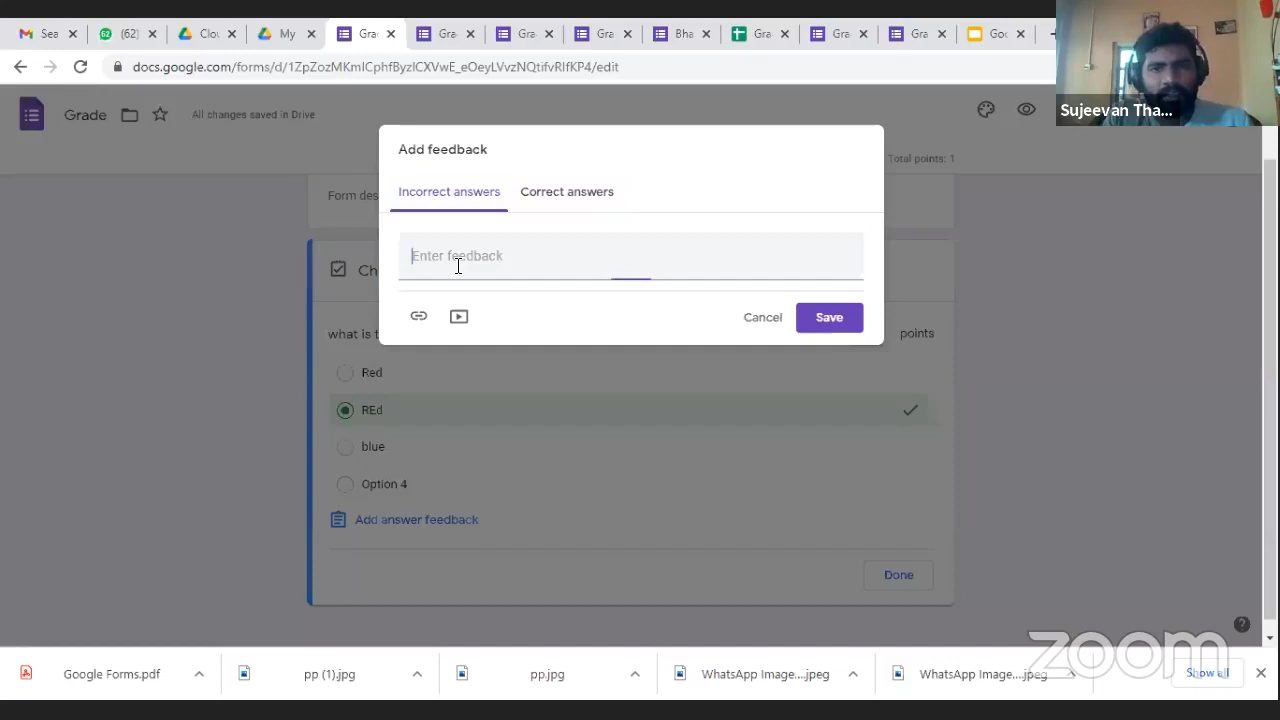 Sea
(62)
Clo
My
Gra
Gra
Gra
Gra
Bha
Gra
Gra
Gra
Goo
docs.google.com/forms/d/1ZpZozMKmICphfByzlCXVwE_eOeyLVvzNQtifvRlfKP4/edit
Sujeevan Tha...
Grade
All changes saved in Drive
Total points: 1
Add feedback
Incorrect answers
Correct answers
Form des
Enter feedback
Ch
Cancel
Save
what is t
points
Red
REd
blue
Option 4
Add answer feedback
Done
zoom
Google Forms.pdf
pp (1).jpg
pp.jpg
WhatsApp Image....jpeg
WhatsApp Image....jpeg
Show all